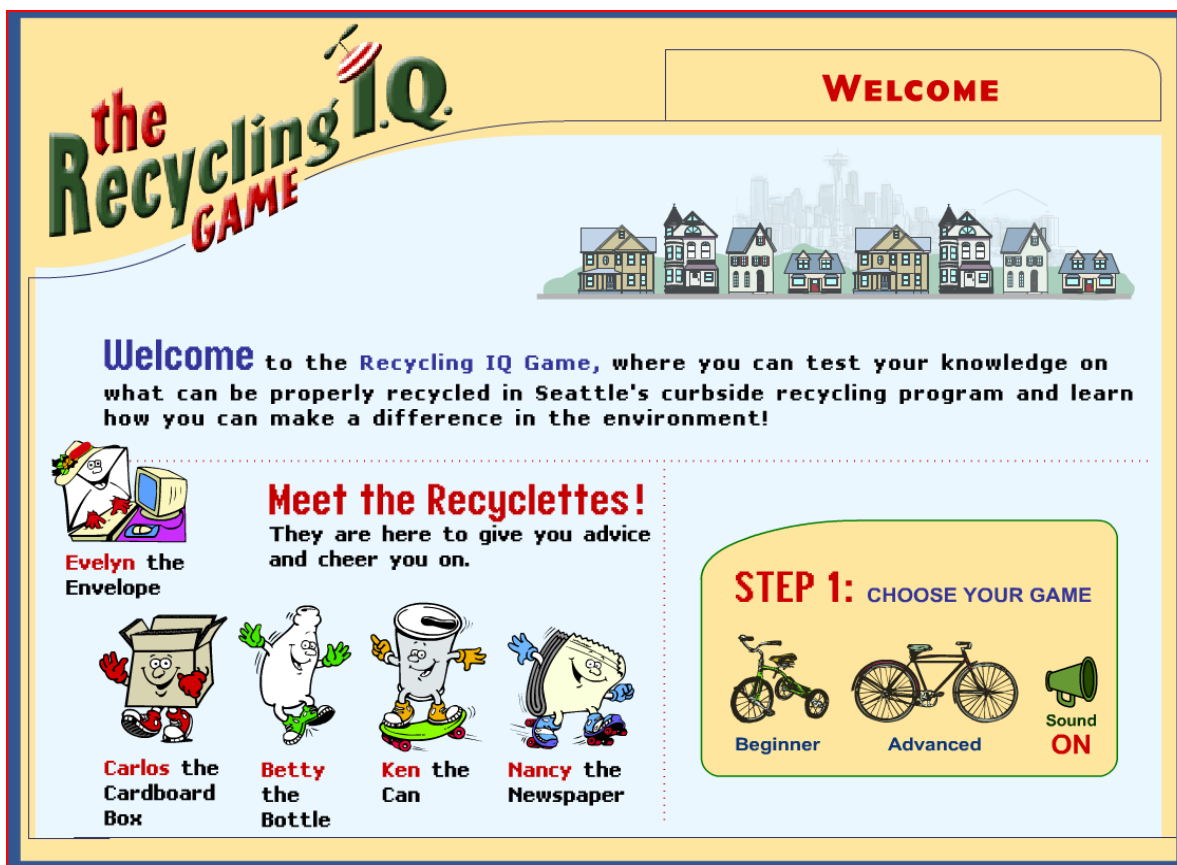 the
Recycling I.Q.
GAME
WELCOME
Welcome to the Recycling IQ Game, where you can test your knowledge on
what can be properly recycled in Seattle's curbside recycling program and learn
how you can make a difference in the environment!
Meet the Recyclettes!
They are here to give you advice
and cheer you on.
Evelyn the
Envelope
Carlos the
Cardboard
Box
Betty
the
Bottle
Ken the
Can
Nancy the
Newspaper
STEP 1: CHOOSE YOUR GAME
Beginner
Advanced
Sound
ON